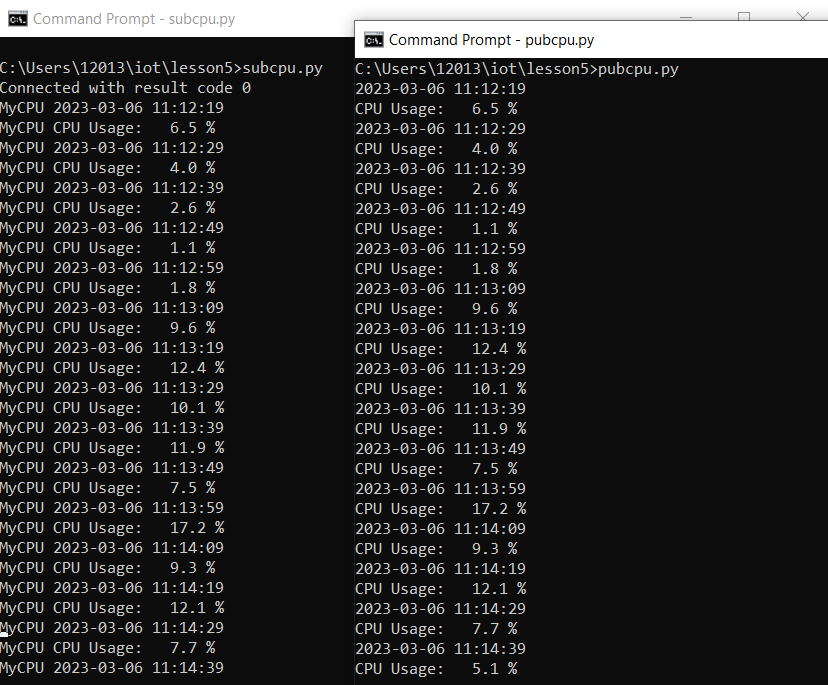 Command Prompt - subcpu.py
C:\Users\12013\iot\lesson5>subcpu.py
Connected with result code 0
MyCPU 2023-03-06 11:12:19
MyCPU CPU Usage:   6.5 %
MyCPU 2023-03-06 11:12:29
MyCPU CPU Usage:   4.0 %
MyCPU 2023-03-06 11:12:39
MyCPU CPU Usage:   2.6 %
MyCPU 2023-03-06 11:12:49
MyCPU CPU Usage:   1.1 %
MyCPU 2023-03-06 11:12:59
MyCPU CPU Usage:   1.8 %
MyCPU 2023-03-06 11:13:09
MyCPU CPU Usage:   9.6 %
MyCPU 2023-03-06 11:13:19
MyCPU CPU Usage:   12.4 %
MyCPU 2023-03-06 11:13:29
MyCPU CPU Usage:   10.1 %
MyCPU 2023-03-06 11:13:39
MyCPU CPU Usage:   11.9 %
MyCPU 2023-03-06 11:13:49
MyCPU CPU Usage:   7.5 %
MyCPU 2023-03-06 11:13:59
MyCPU CPU Usage:   17.2 %
MyCPU 2023-03-06 11:14:09
MyCPU CPU Usage:   9.3 %
MyCPU 2023-03-06 11:14:19
MyCPU CPU Usage:   12.1 %
MyCPU 2023-03-06 11:14:29
MyCPU CPU Usage:   7.7 %
MyCPU 2023-03-06 11:14:39
Command Prompt - pubcpu.py
C:\Users\12013\iot\lesson5>pubcpu.py
2023-03-06 11:12:19
CPU Usage:   6.5 %
2023-03-06 11:12:29
CPU Usage:   4.0 %
2023-03-06 11:12:39
CPU Usage:   2.6 %
2023-03-06 11:12:49
CPU Usage:   1.1 %
2023-03-06 11:12:59
CPU Usage:   1.8 %
2023-03-06 11:13:09
CPU Usage:   9.6 %
2023-03-06 11:13:19
CPU Usage:   12.4 %
2023-03-06 11:13:29
CPU Usage:   10.1 %
2023-03-06 11:13:39
CPU Usage:   11.9 %
2023-03-06 11:13:49
CPU Usage:   7.5 %
2023-03-06 11:13:59
CPU Usage:   17.2 %
2023-03-06 11:14:09
CPU Usage:   9.3 %
2023-03-06 11:14:19
CPU Usage:   12.1 %
2023-03-06 11:14:29
CPU Usage:   7.7 %
2023-03-06 11:14:39
CPU Usage:   5.1 %